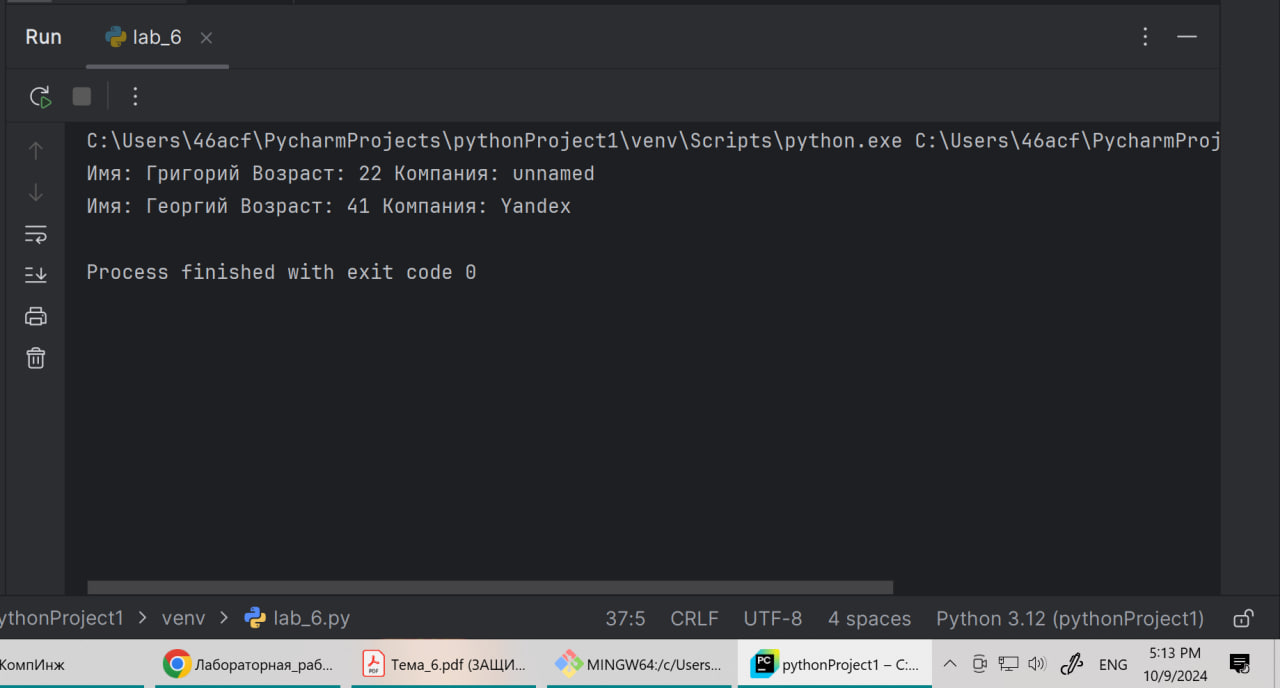 Run lab_6
C:\Users\46acf\PycharmProjects\pythonProject1\venv\Scripts\python.exe C:\Users\46acf\PycharmProj
Имя: Григорий Возраст: 22 Компания: unnamed
Имя: Георгий Возраст: 41 Компания: Yandex
Process finished with exit code 0
ythonProject1 > venv > lab_6.py 37:5 CRLF UTF-8 4 spaces Python 3.12 (pythonProject1)
КомпИнж Лабораторная_раб... Тема_6.pdf (ЗАЩИ... MINGW64:/c/Users... PC pythonProject1 – C:... ENG 5:13 PM
10/9/2024